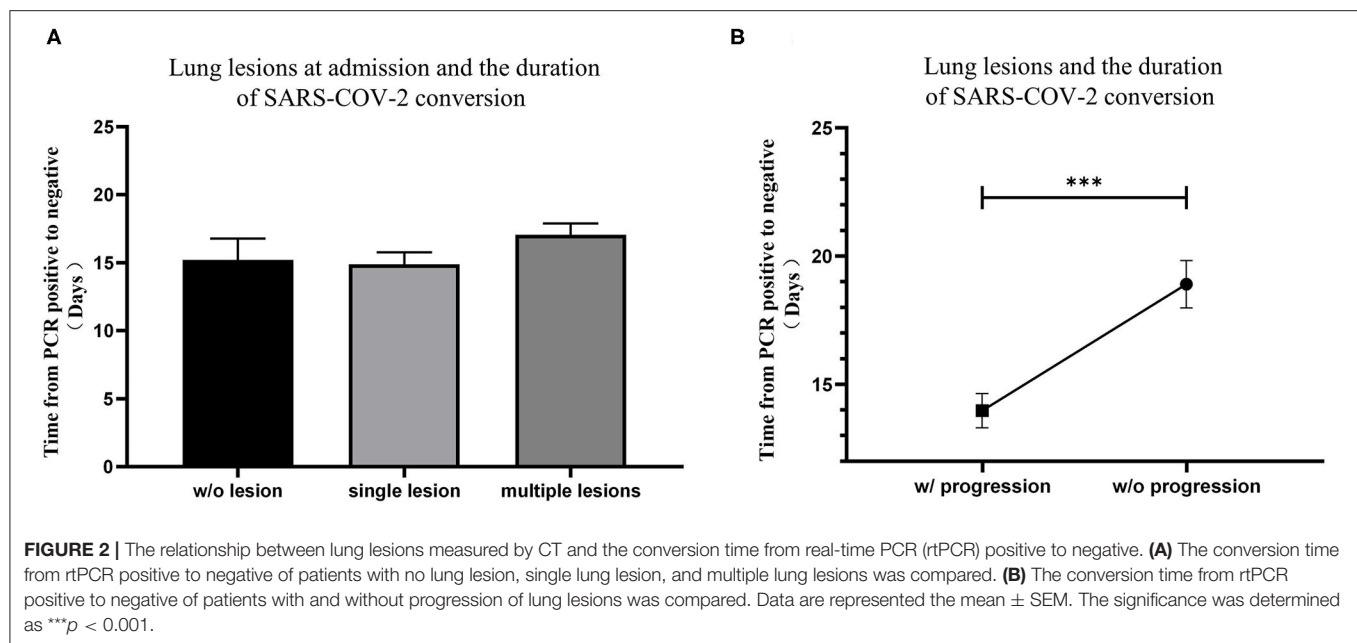 A
Lung lesions at admission and the duration
of SARS-COV-2 conversion
Time from PCR positive to negative
（Days）
25
20
15
10
5
0
w/o lesion
single lesion
multiple lesions
B
Lung lesions and the duration
of SARS-COV-2 conversion
Time from PCR positive to negative
（Days）
25
20
15
***
w/ progression
w/o progression
FIGURE 2 | The relationship between lung lesions measured by CT and the conversion time from real-time PCR (rtPCR) positive to negative. (A) The conversion time
from rtPCR positive to negative of patients with no lung lesion, single lung lesion, and multiple lung lesions was compared. (B) The conversion time from rtPCR
positive to negative of patients with and without progression of lung lesions was compared. Data are represented the mean ± SEM. The significance was determined
as ***p < 0.001.